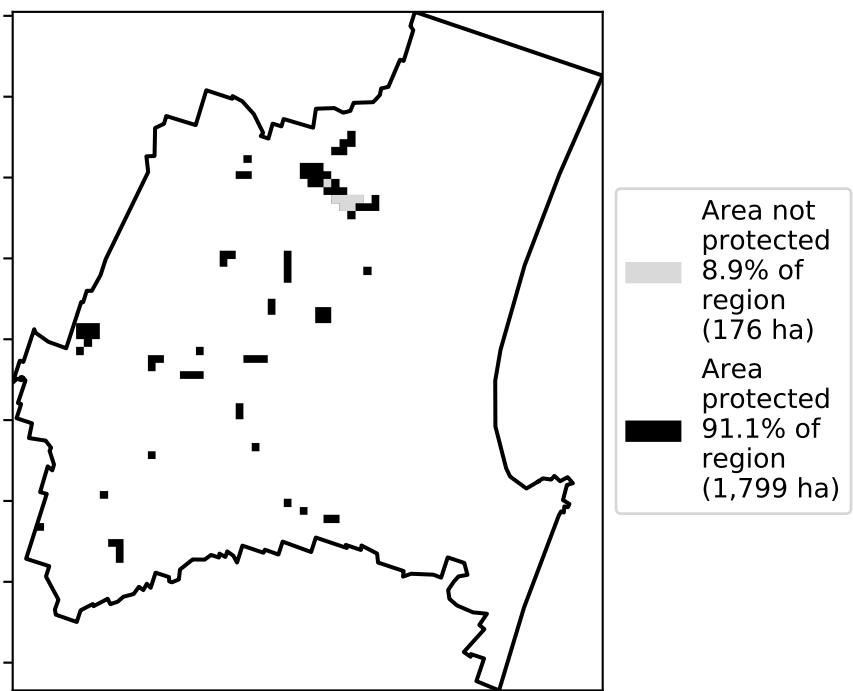 Area not
protected
8.9% of
region
(176 ha)
Area
protected
91.1% of
region
(1,799 ha)